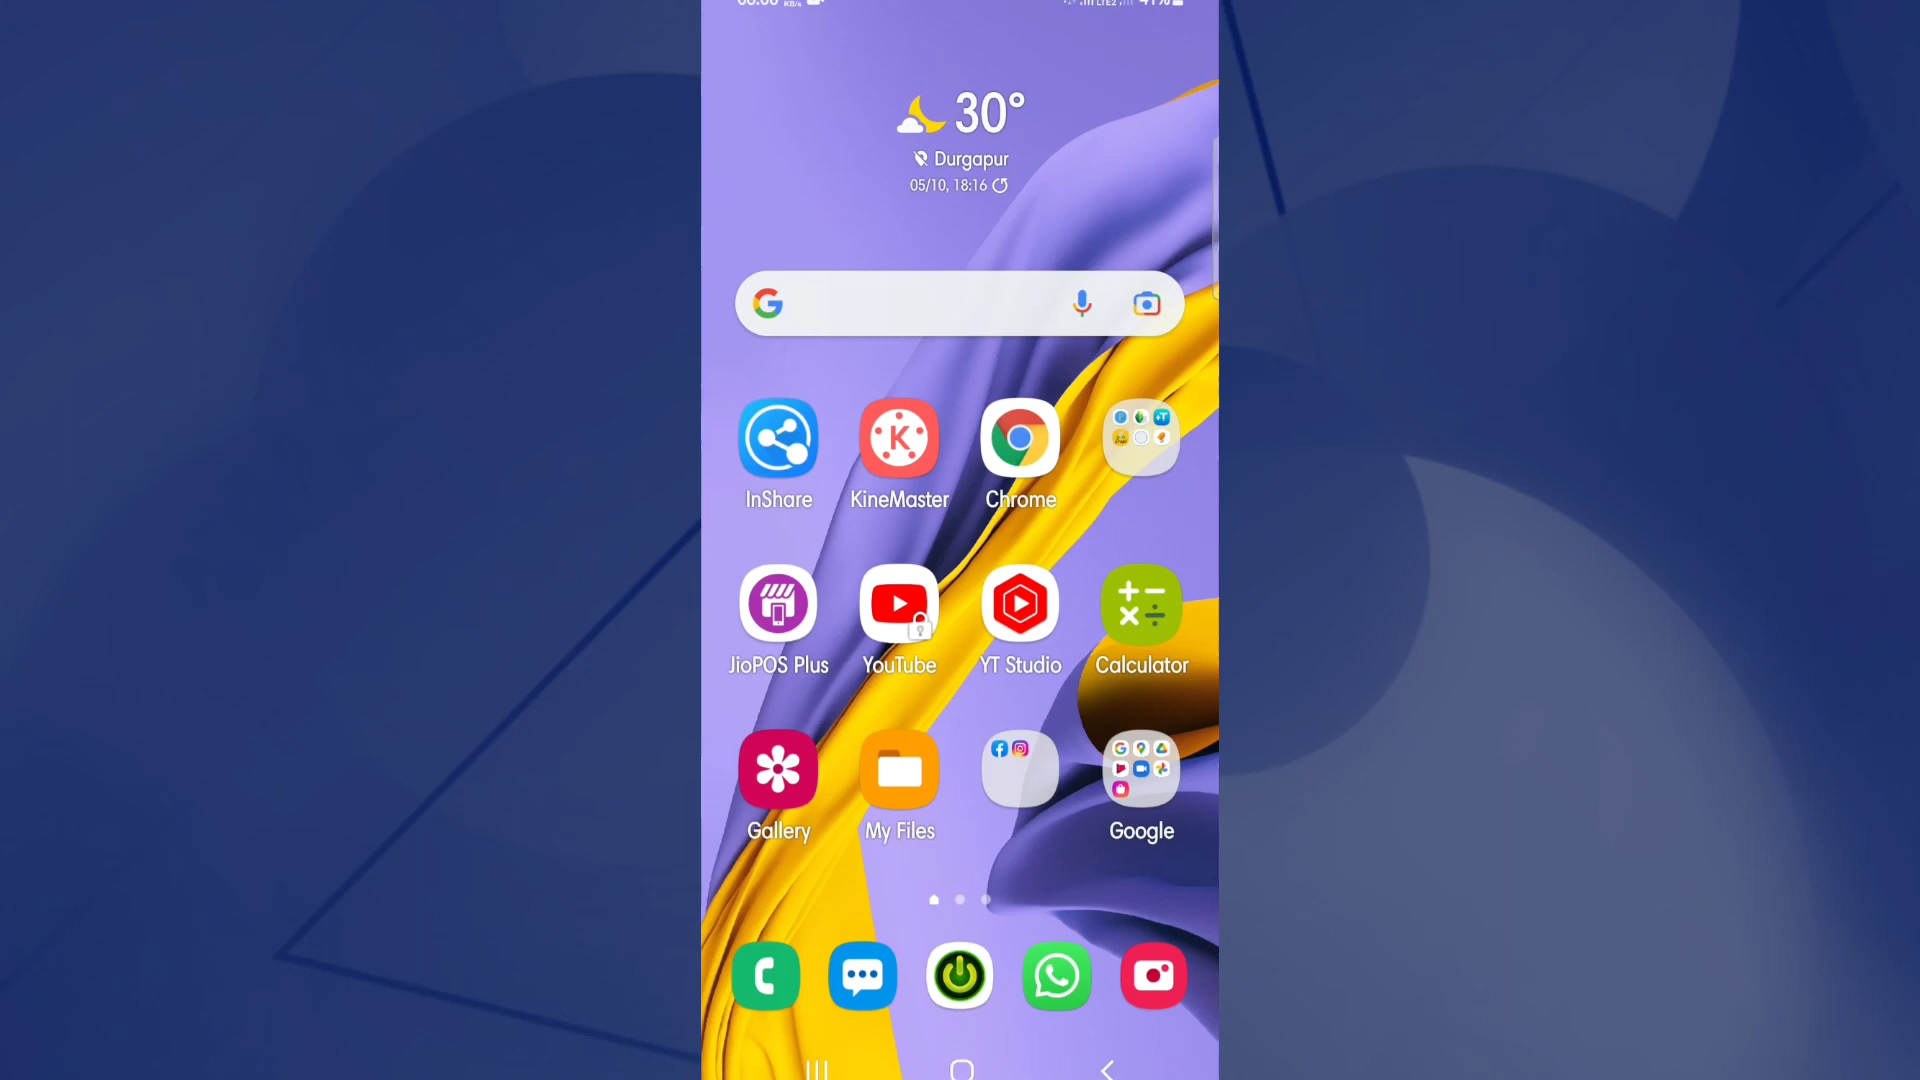 30°
Durgapur
05/10, 18:16
InShare
KineMaster
Chrome
JioPOS Plus
YouTube
YT Studio
Calculator
Gallery
My Files
Google